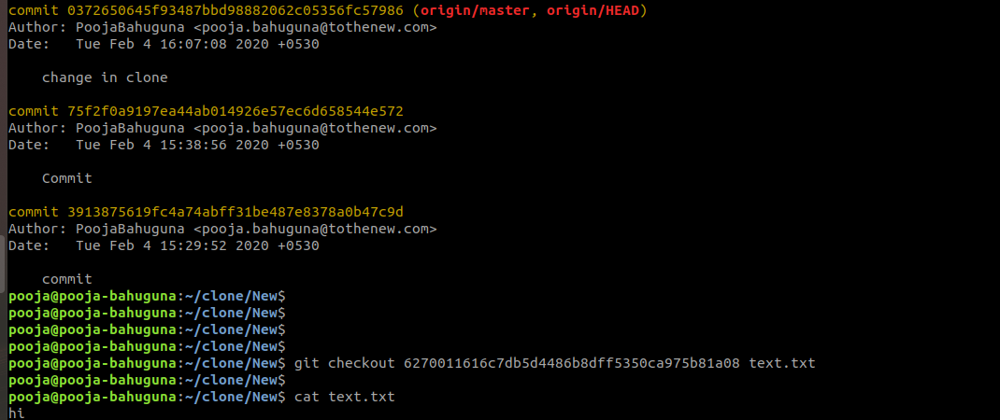 commit 0372650645f93487bbd98882062c05356fc57986 (origin/master, origin/HEAD)
Author: PoojaBahuguna <pooja.bahuguna@tothenew.com>
Date:   Tue Feb 4 16:07:08 2020 +0530
    change in clone
commit 75f2f0a9197ea44ab014926e57ec6d658544e572
Author: PoojaBahuguna <pooja.bahuguna@tothenew.com>
Date:   Tue Feb 4 15:38:56 2020 +0530
    Commit
commit 3913875619fc4a74abff31be487e8378a0b47c9d
Author: PoojaBahuguna <pooja.bahuguna@tothenew.com>
Date:   Tue Feb 4 15:29:52 2020 +0530
    commit
pooja@pooja-bahuguna:~/clone/New$
pooja@pooja-bahuguna:~/clone/New$
pooja@pooja-bahuguna:~/clone/New$
pooja@pooja-bahuguna:~/clone/New$
pooja@pooja-bahuguna:~/clone/New$ git checkout 6270011616c7db5d4486b8dff5350ca975b81a08 text.txt
pooja@pooja-bahuguna:~/clone/New$
pooja@pooja-bahuguna:~/clone/New$ cat text.txt
hi